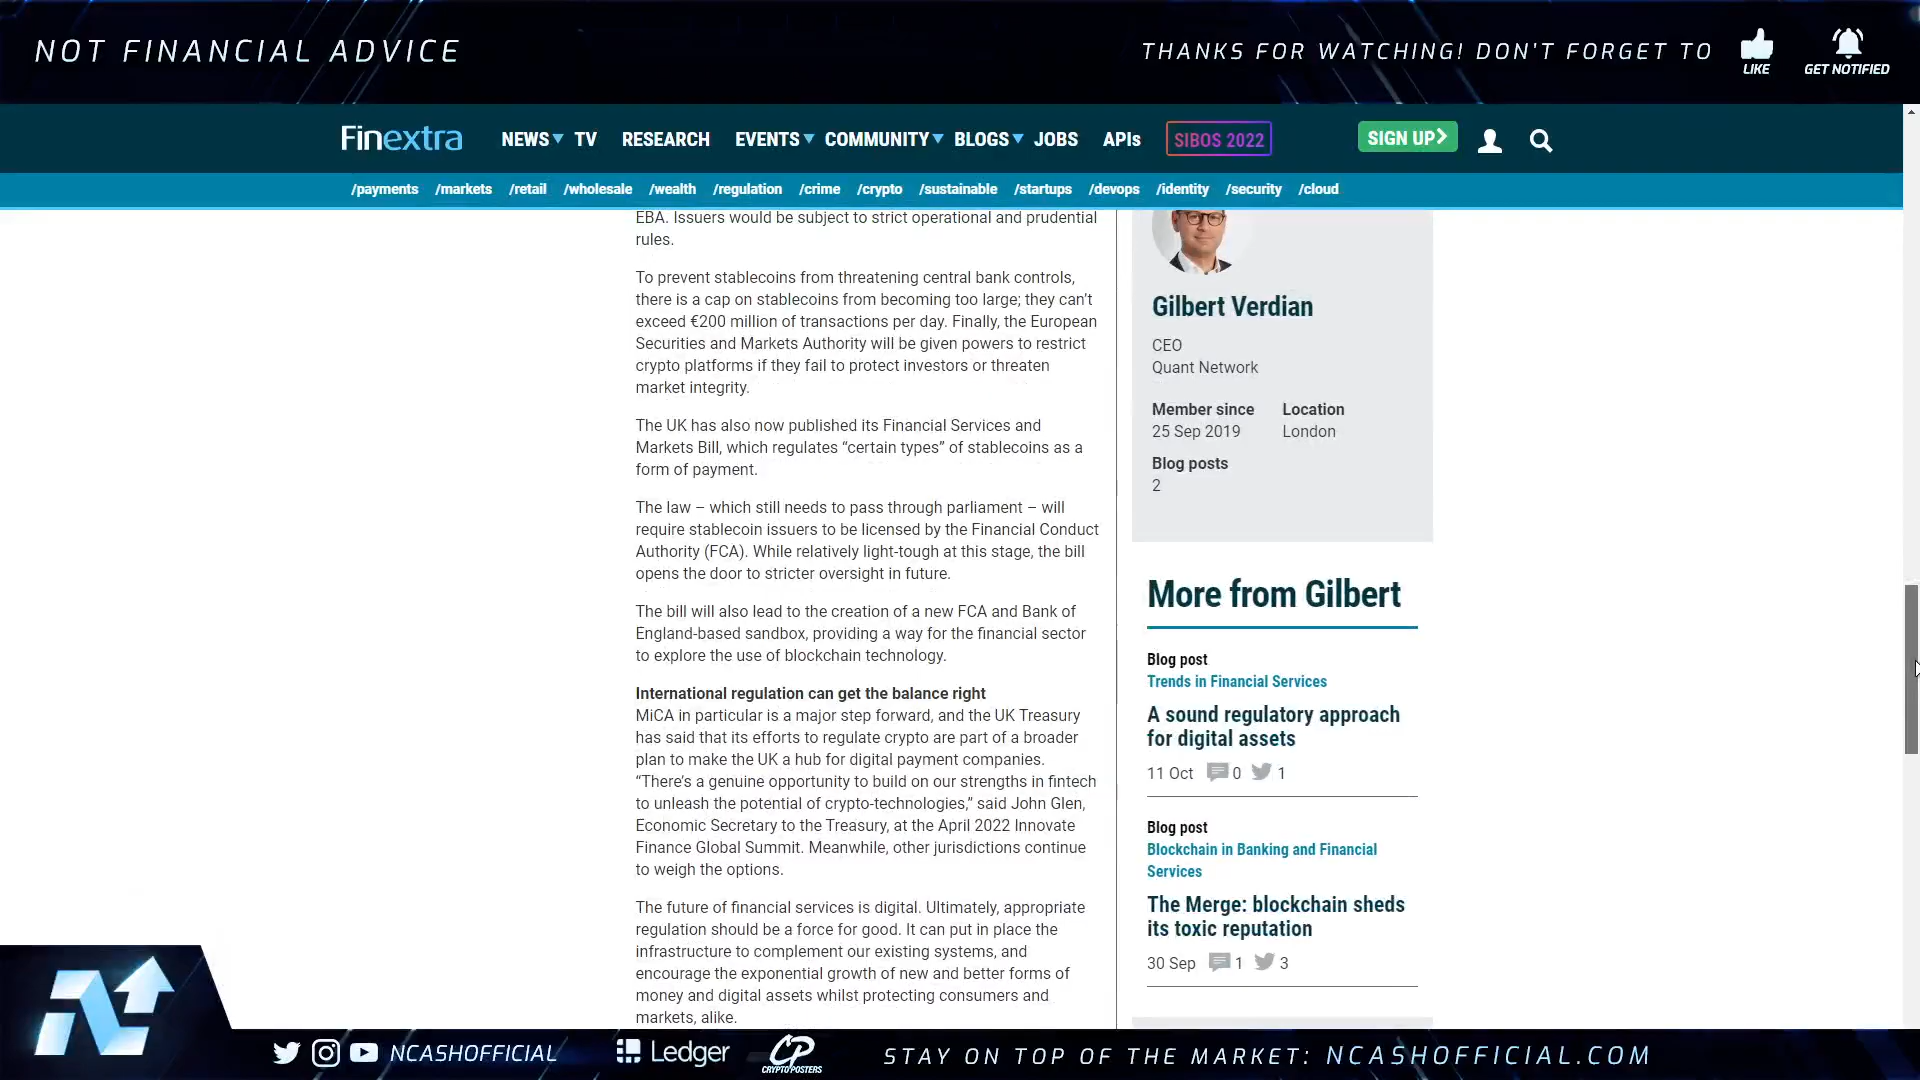 NOT FINANCIAL ADVICE
THANKS FOR WATCHING! DON'T FORGET TO
LIKE
GET NOTIFIED
Finextra
NEWS TV RESEARCH EVENTS COMMUNITY BLOGS JOBS APIs SIBOS 2022
SIGN UP
/payments /markets /retail /wholesale /wealth /regulation /crime /crypto /sustainable /startups /devops /identity /security /cloud
EBA. Issuers would be subject to strict operational and prudential
rules.
To prevent stablecoins from threatening central bank controls,
there is a cap on stablecoins from becoming too large; they can't
exceed €200 million of transactions per day. Finally, the European
Securities and Markets Authority will be given powers to restrict
crypto platforms if they fail to protect investors or threaten
market integrity.
The UK has also now published its Financial Services and
Markets Bill, which regulates “certain types” of stablecoins as a
form of payment.
The law – which still needs to pass through parliament – will
require stablecoin issuers to be licensed by the Financial Conduct
Authority (FCA). While relatively light-tough at this stage, the bill
opens the door to stricter oversight in future.
The bill will also lead to the creation of a new FCA and Bank of
England-based sandbox, providing a way for the financial sector
to explore the use of blockchain technology.
International regulation can get the balance right
MiCA in particular is a major step forward, and the UK Treasury
has said that its efforts to regulate crypto are part of a broader
plan to make the UK a hub for digital payment companies.
“There's a genuine opportunity to build on our strengths in fintech
to unleash the potential of crypto-technologies,” said John Glen,
Economic Secretary to the Treasury, at the April 2022 Innovate
Finance Global Summit. Meanwhile, other jurisdictions continue
to weigh the options.
The future of financial services is digital. Ultimately, appropriate
regulation should be a force for good. It can put in place the
infrastructure to complement our existing systems, and
encourage the exponential growth of new and better forms of
money and digital assets whilst protecting consumers and
markets, alike.
Gilbert Verdian
CEO
Quant Network
Member since Location
25 Sep 2019 London
Blog posts
2
More from Gilbert
Blog post
Trends in Financial Services
A sound regulatory approach
for digital assets
11 Oct 0 1
Blog post
Blockchain in Banking and Financial
Services
The Merge: blockchain sheds
its toxic reputation
30 Sep 1 3
NCASHOFFICIAL
Ledger
CP
CRYPTOPOSTERS
STAY ON TOP OF THE MARKET: NCASHOFFICIAL.COM